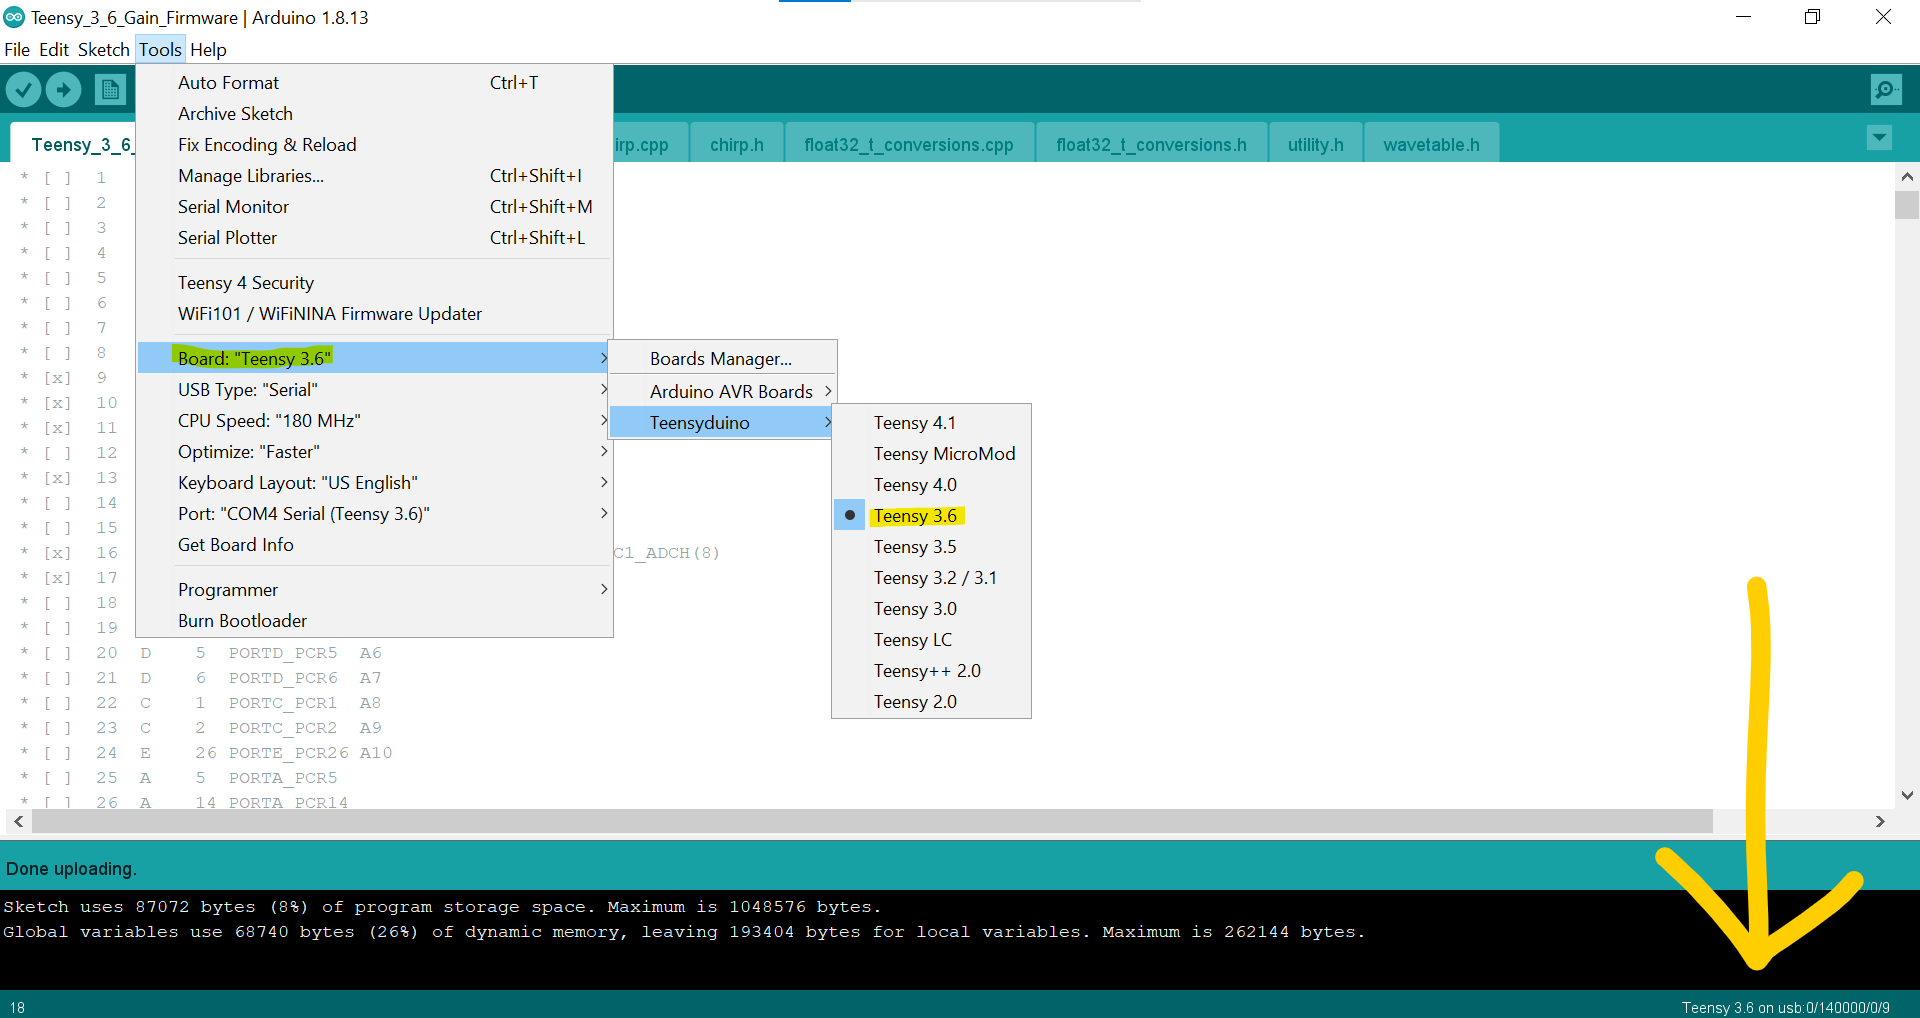 Teensy_3_6_Gain_Firmware | Arduino 1.8.13
File Edit Sketch Tools Help
Auto Format Ctrl+T
Archive Sketch
Fix Encoding & Reload
Manage Libraries... Ctrl+Shift+I
Serial Monitor Ctrl+Shift+M
Serial Plotter Ctrl+Shift+L
Teensy 4 Security
WiFi101 / WiFiNINA Firmware Updater
Board: "Teensy 3.6"
USB Type: "Serial"
CPU Speed: "180 MHz"
Optimize: "Faster"
Keyboard Layout: "US English"
Port: "COM4 Serial (Teensy 3.6)"
Get Board Info
Programmer
Burn Bootloader
Boards Manager...
Arduino AVR Boards
Teensyduino
Teensy 4.1
Teensy MicroMod
Teensy 4.0
Teensy 3.6
Teensy 3.5
Teensy 3.2 / 3.1
Teensy 3.0
Teensy LC
Teensy++ 2.0
Teensy 2.0
Teensy_3_6_ irp.cpp chirp.h float32_t_conversions.cpp float32_t_conversions.h utility.h wavetable.h
* [ ] 1
* [ ] 2
* [ ] 3
* [ ] 4
* [ ] 5
* [ ] 6
* [ ] 7
* [ ] 8
* [x] 9
* [x] 10
* [x] 11
* [ ] 12
* [x] 13
* [ ] 14
* [ ] 15
* [x] 16 C1_ADCH(8)
* [x] 17
* [ ] 18
* [ ] 19
* [ ] 20 D 5 PORTD_PCR5 A6
* [ ] 21 D 6 PORTD_PCR6 A7
* [ ] 22 C 1 PORTC_PCR1 A8
* [ ] 23 C 2 PORTC_PCR2 A9
* [ ] 24 E 26 PORTE_PCR26 A10
* [ ] 25 A 5 PORTA_PCR5
* [ ] 26 A 14 PORTA_PCR14
Done uploading.
Sketch uses 87072 bytes (8%) of program storage space. Maximum is 1048576 bytes.
Global variables use 68740 bytes (26%) of dynamic memory, leaving 193404 bytes for local variables. Maximum is 262144 bytes.
18 Teensy 3.6 on usb:0/140000/0/9